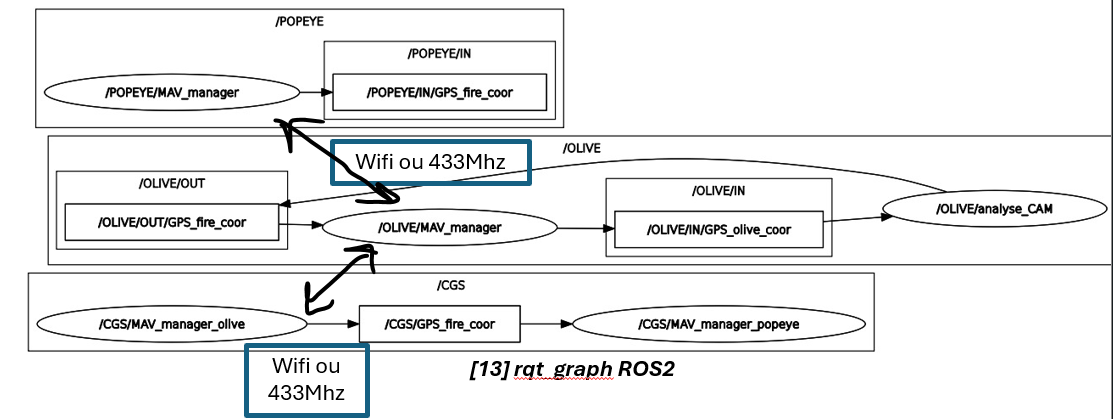 /POPEYE
/POPEYE/IN
/POPEYE/MAV_manager
/POPEYE/IN/GPS_fire_coor
Wifi ou 433Mhz
/OLIVE
/OLIVE/OUT
/OLIVE/IN
/OLIVE/OUT/GPS_fire_coor
/OLIVE/MAV_manager
/OLIVE/IN/GPS_olive_coor
/OLIVE/analyse_CAM
/CGS
/CGS/MAV_manager_olive
/CGS/GPS_fire_coor
/CGS/MAV_manager_popeye
Wifi ou
433Mhz
[13] rqt_graph ROS2